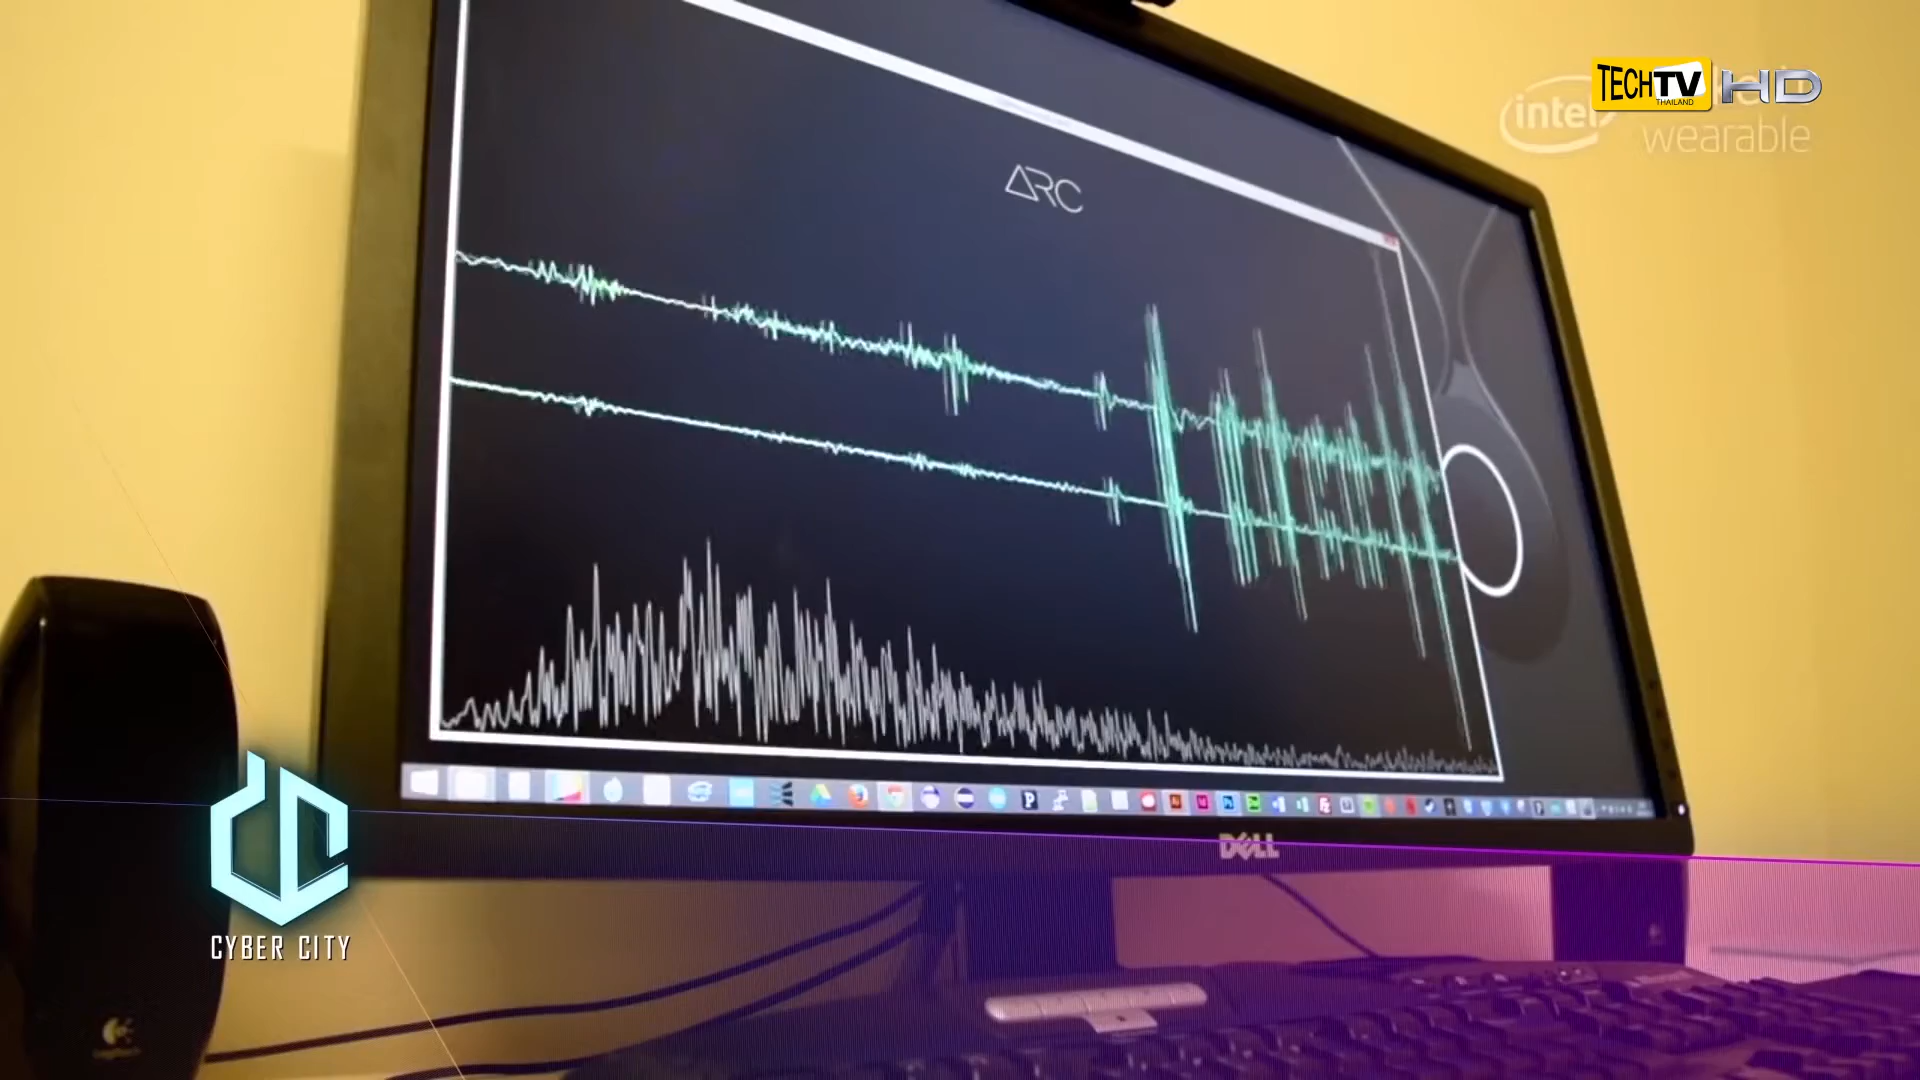 TECHTV HD
THAILAND
intel
wearable
ARC
DELL
CYBER CITY